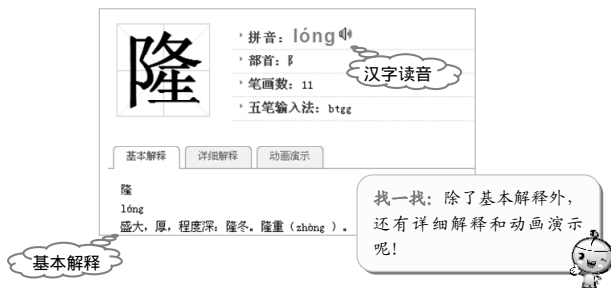 隆
拼音：lóng
部首：阝
笔画数：11
五笔输入法：btgg
汉字读音
基本解释 详细解释 动画演示
隆
lóng
盛大，厚，程度深：隆冬。隆重（zhòng ）。
基本解释
找一找：除了基本解释外，
还有详细解释和动画演示
呢！